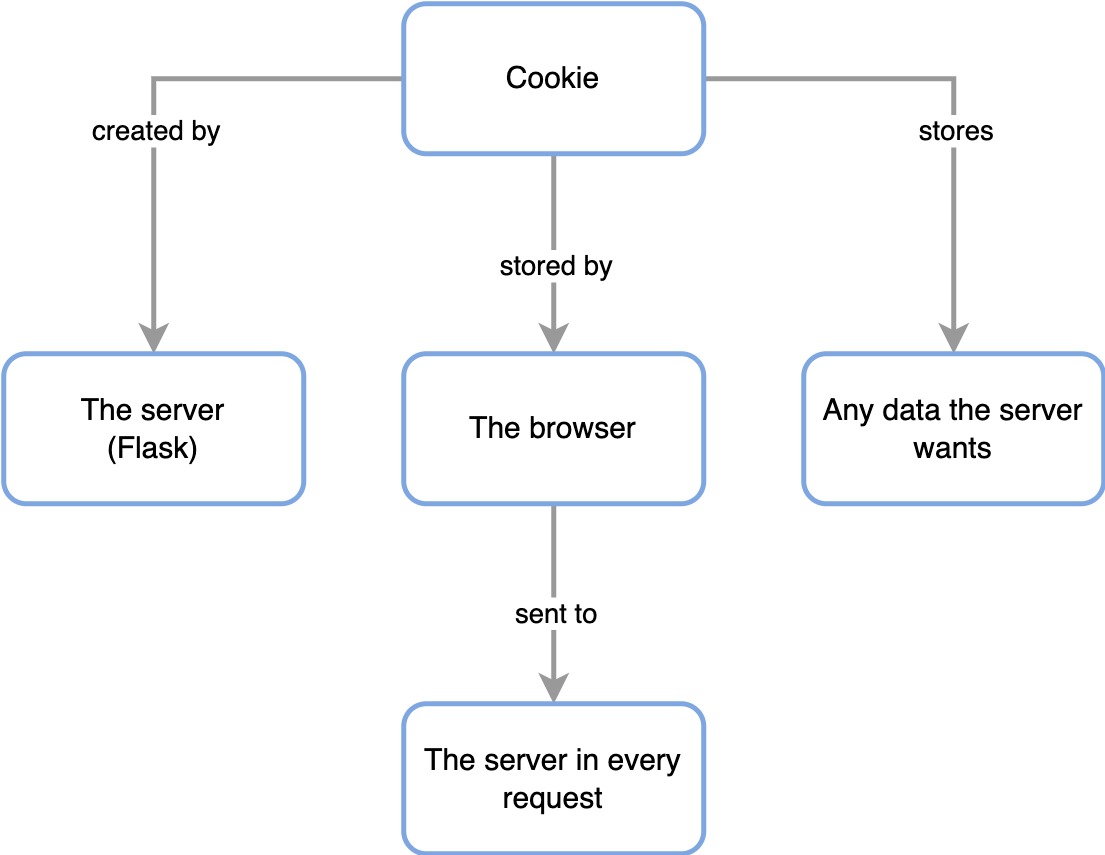 Cookie
created by
stores
stored by
The server
(Flask)
The browser
Any data the server
wants
sent to
The server in every
request